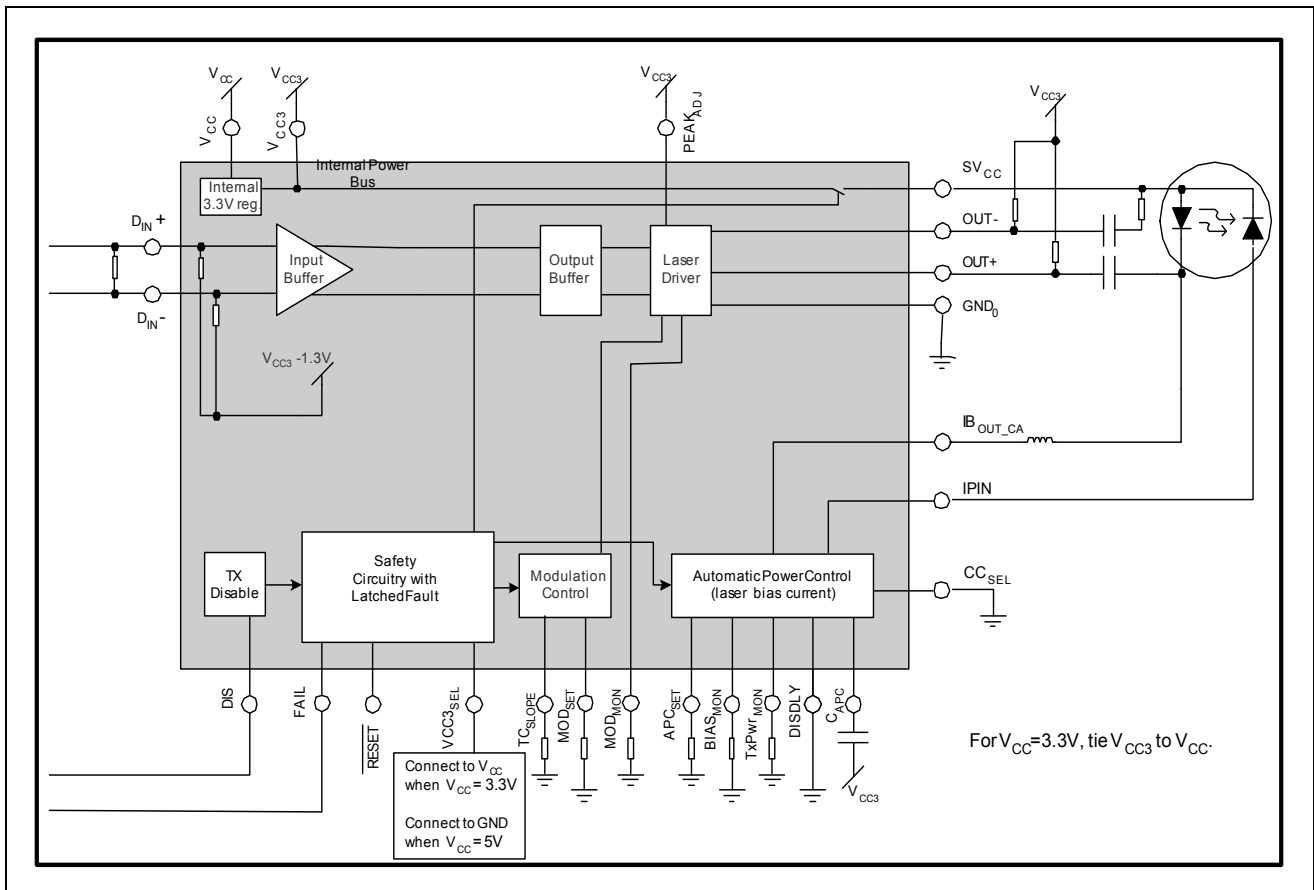 VCC
VCC3
VCC3
VCC
VCC3
PEAKADJ
VCC3
Internal Power
Bus
SVCC
Internal
3.3V reg.
DIN+
OUT-
Input
Buffer
Output
Buffer
Laser
Driver
OUT+
DIN-
GND0
VCC3 -1.3V
IBOUT_CA
IPIN
TX
Disable
Safety
Circuitry with
Latched Fault
Modulation
Control
Automatic Power Control
(laser bias current)
CCSEL
DIS
FAIL
RESET
VCC3SEL
TCSLOPE
MODSET
MODMON
APCSET
BIASMON
TxPwrMON
DISDLY
CAPC
For VCC=3.3V, tie VCC3 to VCC.
Connect to VCC
when VCC = 3.3V
Connect to GND
when VCC = 5V
VCC3